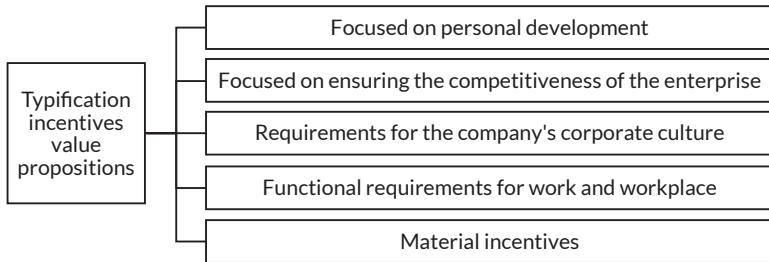 Typification
incentives
value
propositions
Focused on personal development
Focused on ensuring the competitiveness of the enterprise
Requirements for the company's corporate culture
Functional requirements for work and workplace
Material incentives